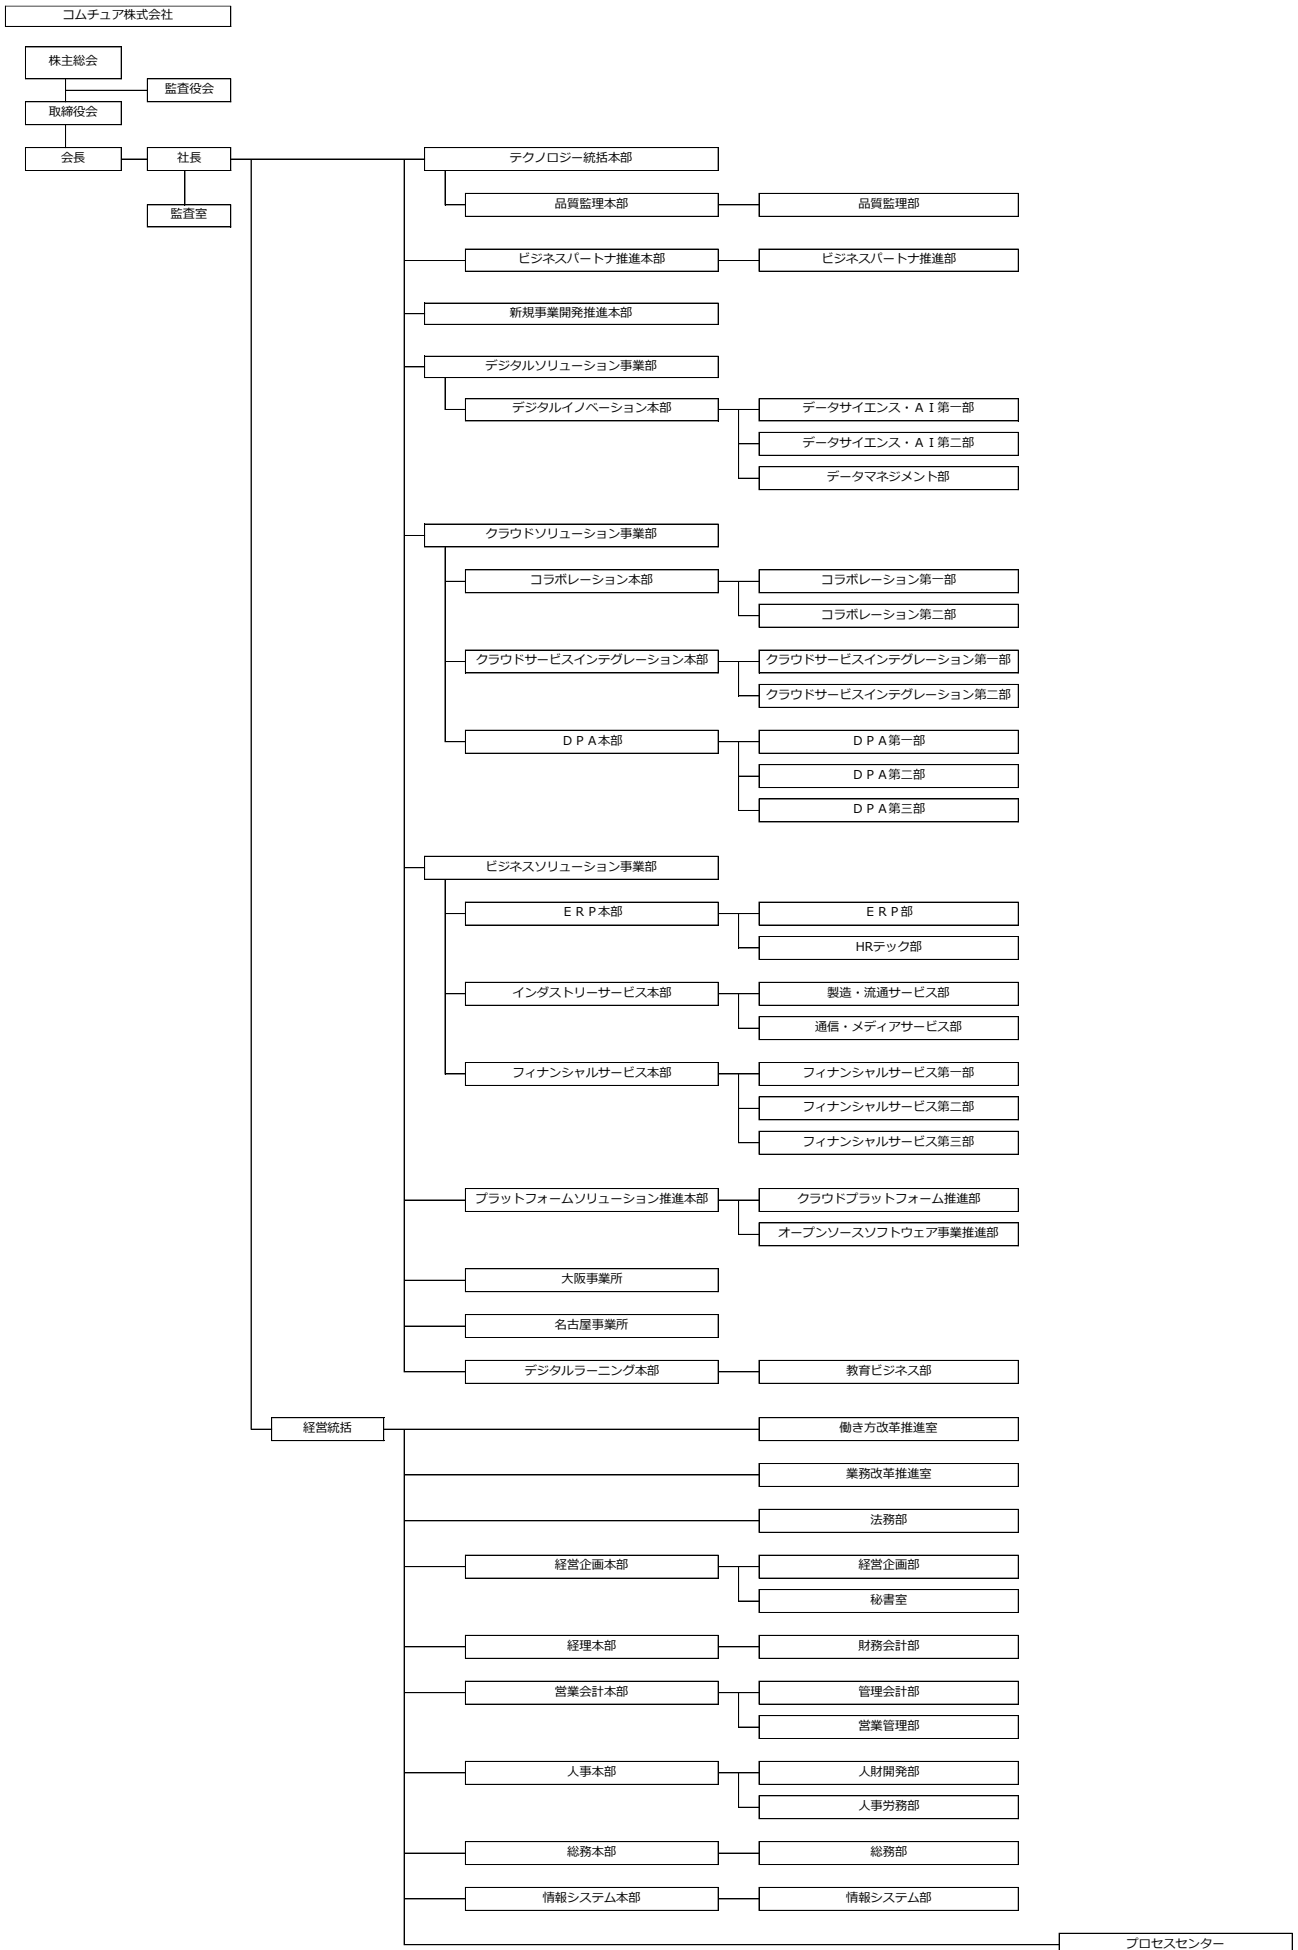 コムチュア株式会社
株主総会
監査役会
取締役会
会長
社長
テクノロジー統括本部
監査室
品質監理本部
品質監理部
ビジネスパートナ推進本部
ビジネスパートナ推進部
新規事業開発推進本部
デジタルソリューション事業部
デジタルイノベーション本部
データサイエンス・ＡＩ第一部
データサイエンス・ＡＩ第二部
データマネジメント部
クラウドソリューション事業部
コラボレーション本部
コラボレーション第一部
コラボレーション第二部
クラウドサービスインテグレーション本部
クラウドサービスインテグレーション第一部
クラウドサービスインテグレーション第二部
ＤＰＡ本部
ＤＰＡ第一部
ＤＰＡ第二部
ＤＰＡ第三部
ビジネスソリューション事業部
ＥＲＰ本部
ＥＲＰ部
HRテック部
インダストリーサービス本部
製造・流通サービス部
通信・メディアサービス部
フィナンシャルサービス本部
フィナンシャルサービス第一部
フィナンシャルサービス第二部
フィナンシャルサービス第三部
プラットフォームソリューション推進本部
クラウドプラットフォーム推進部
オープンソースソフトウェア事業推進部
大阪事業所
名古屋事業所
デジタルラーニング本部
教育ビジネス部
経営統括
働き方改革推進室
業務改革推進室
法務部
経営企画本部
経営企画部
秘書室
経理本部
財務会計部
営業会計本部
管理会計部
営業管理部
人事本部
人財開発部
人事労務部
総務本部
総務部
情報システム本部
情報システム部
プロセスセンター